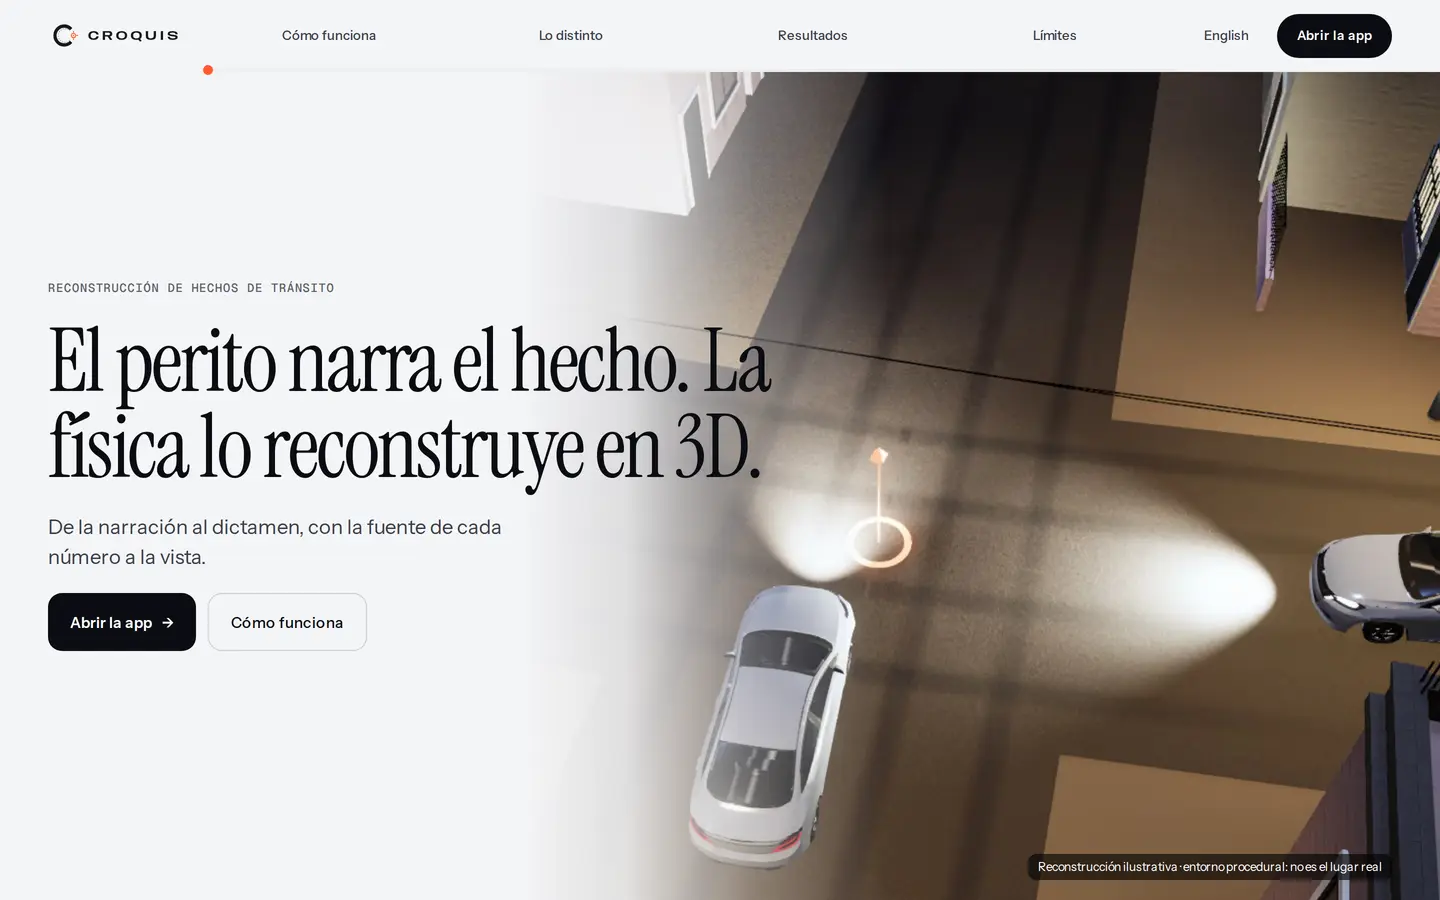 CROQUIS
Cómo funciona
Lo distinto
Resultados
Límites
English
Abrir la app
RECONSTRUCCIÓN DE HECHOS DE TRÁNSITO
El perito narra el hecho. La
física lo reconstruye en 3D.
De la narración al dictamen, con la fuente de cada
número a la vista.
Abrir la app →
Cómo funciona
Reconstrucción ilustrativa · entorno procedural: no es el lugar real